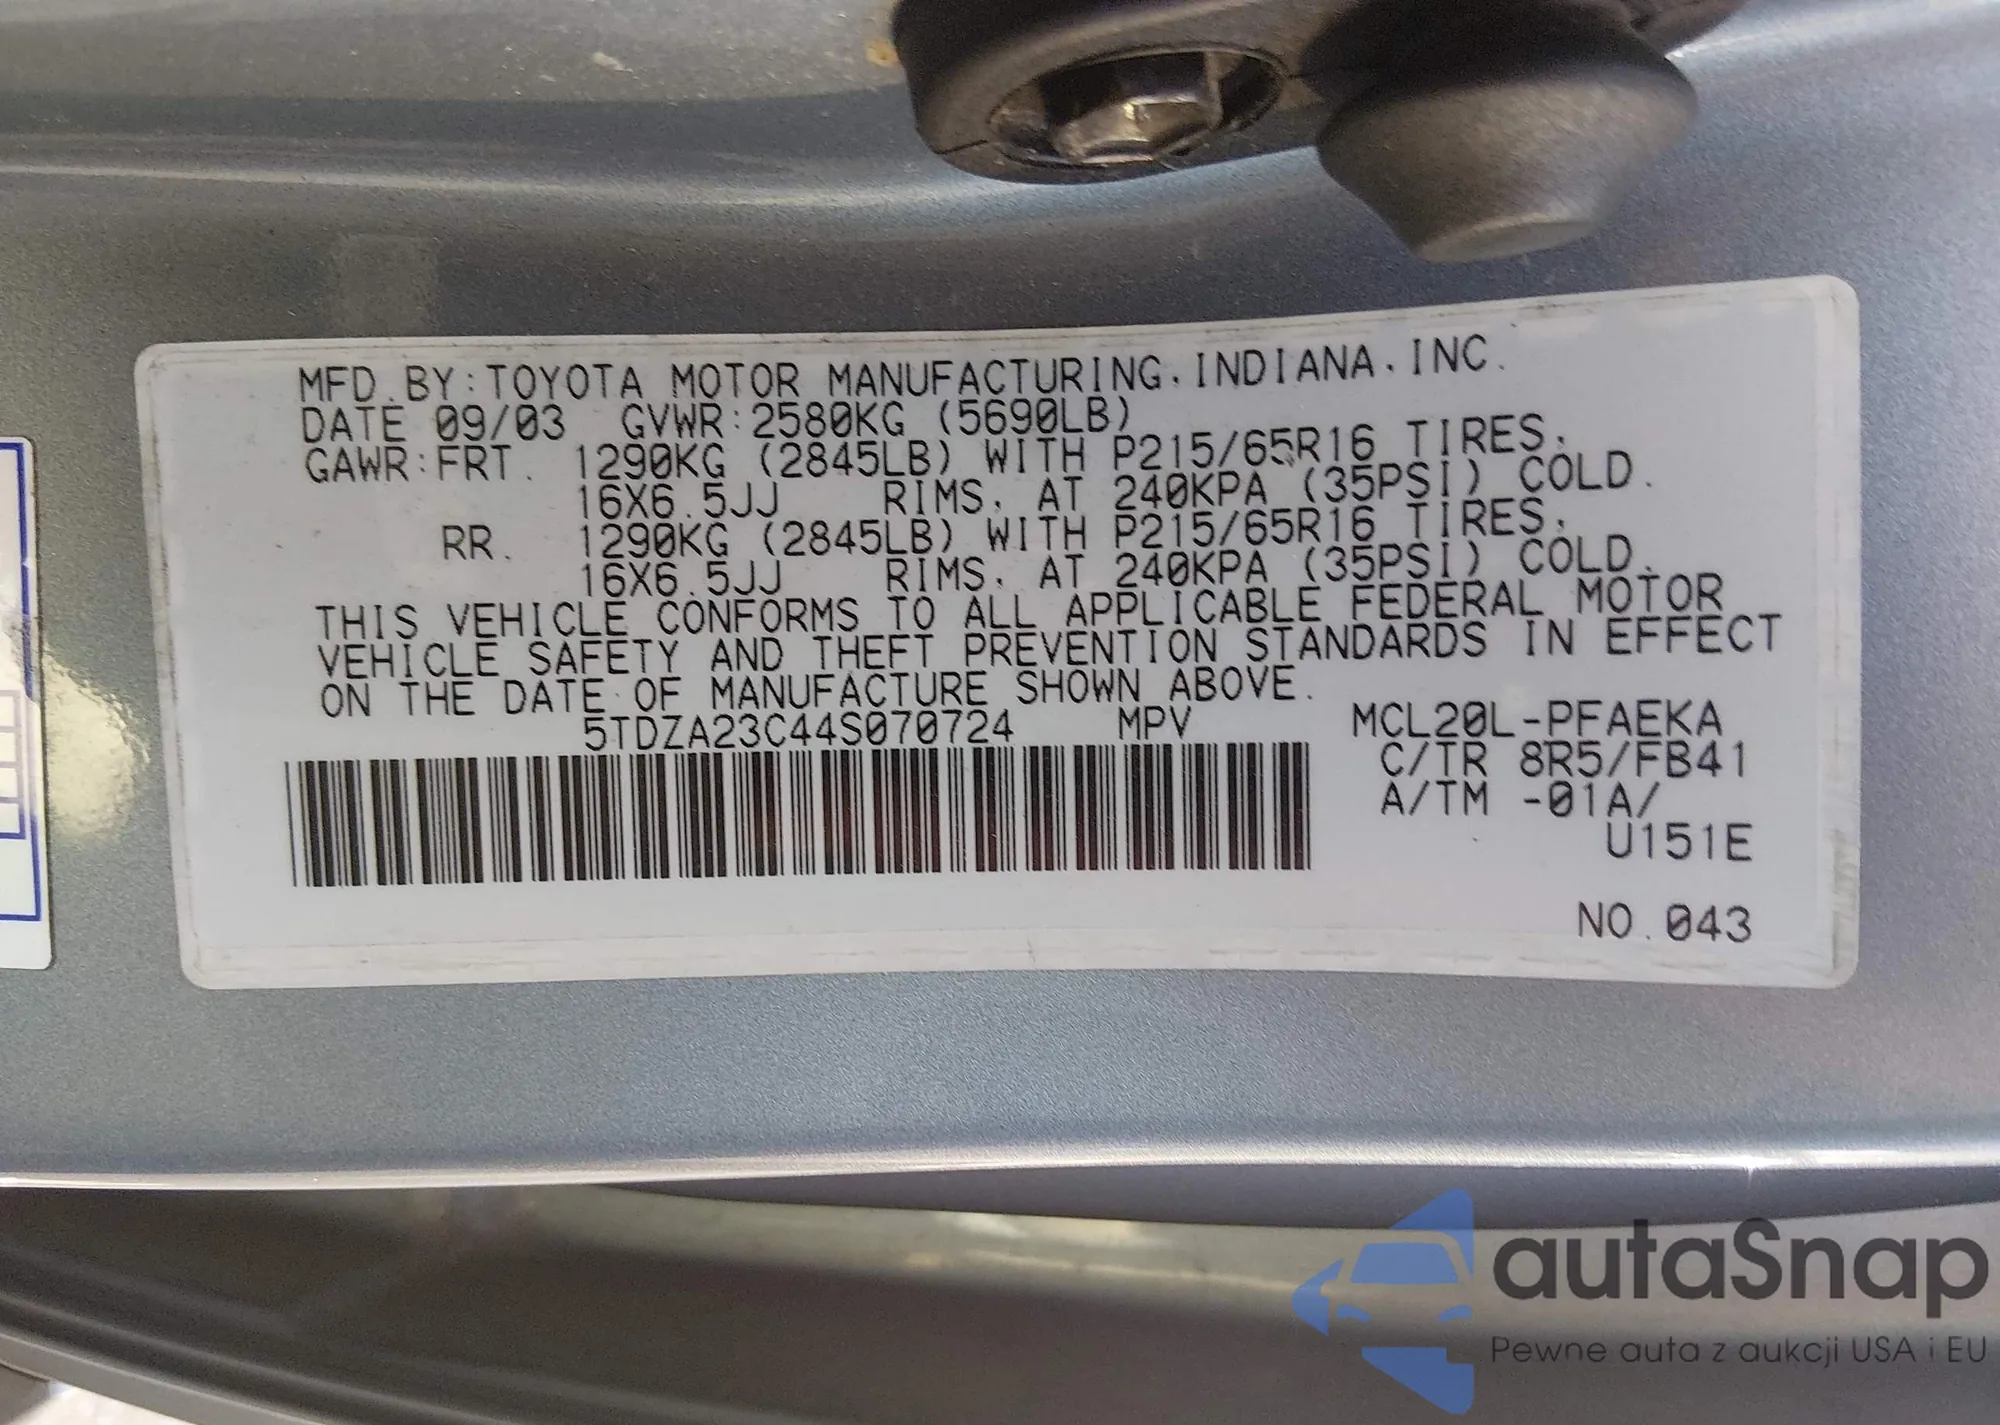 MFD.BY:TOYOTA MOTOR MANUFACTURING.INDIANA.INC.
DATE 09/03 GVWR:2580KG (5690LB)
GAWR:FRT. 1290KG (2845LB) WITH P215/65R16 TIRES.
16X6.5JJ RIMS. AT 240KPA (35PSI) COLD.
RR. 1290KG (2845LB) WITH P215/65R16 TIRES.
16X6.5JJ RIMS. AT 240KPA (35PSI) COLD.
THIS VEHICLE CONFORMS TO ALL APPLICABLE FEDERAL MOTOR
VEHICLE SAFETY AND THEFT PREVENTION STANDARDS IN EFFECT
ON THE DATE OF MANUFACTURE SHOWN ABOVE.
5TDZA23C44S070724 MPV MCL20L-PFAEKA
C/TR 8R5/FB41
A/TM -01A/
U151E
NO.043
autaSnap
Pewne auta z aukcji USA i EU